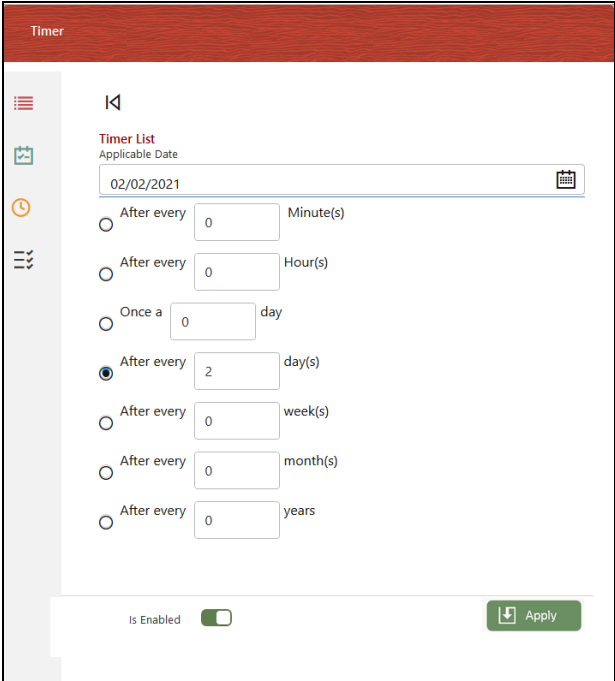 Timer
Timer List
Applicable Date
02/02/2021
After every 0 Minute(s)
After every 0 Hour(s)
Once a 0 day
After every 2 day(s)
After every 0 week(s)
After every 0 month(s)
After every 0 years
Is Enabled Apply